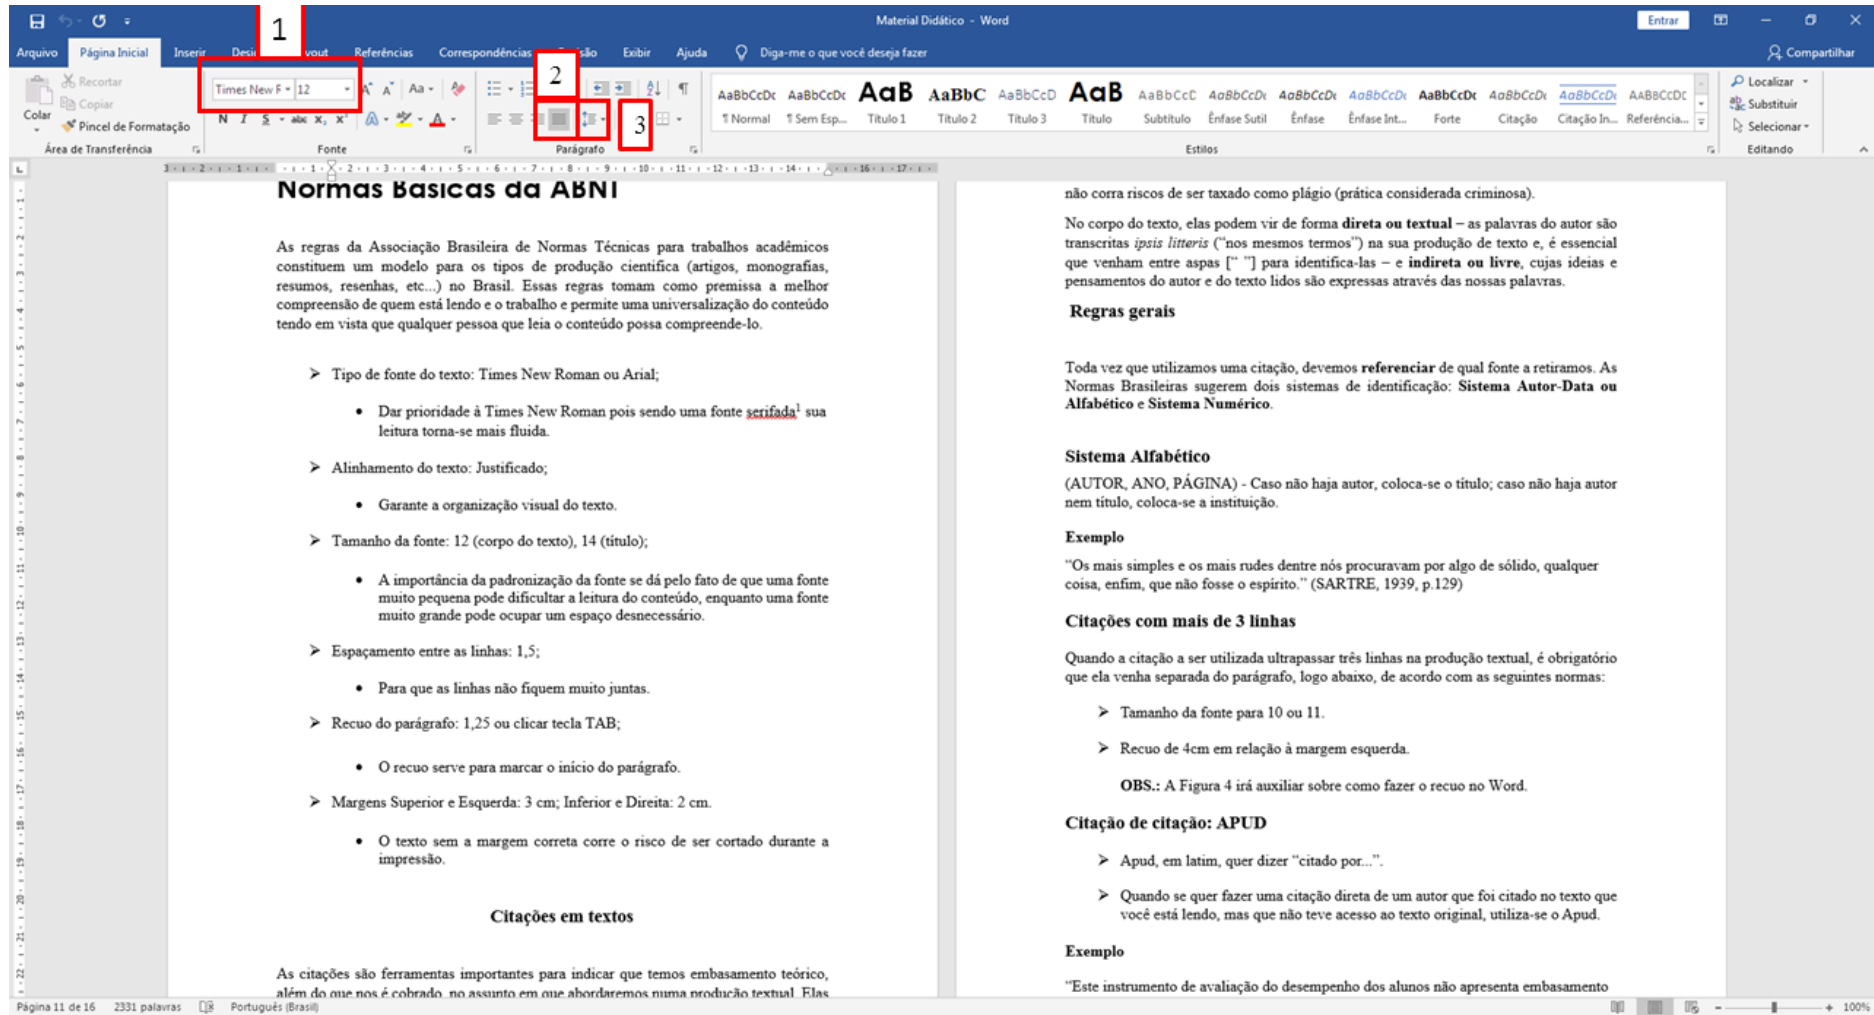 Material Didático - Word
Entrar
Arquivo
Página Inicial
Inserir
Referências
Correspondências
Exibir
Ajuda
Diga-me o que você deseja fazer
Compartilhar
1
2
3
Colar
Recortar
Copiar
Pincel de Formatação
Área de Transferência
Times New F
12
Aa
N I S abc x₂ x²
A
Fonte
Parágrafo
AaBbCcDc AaBbCcDc AaB AaBbC AaBbCcD AaB AaBbCcC AaBbCcDc AaBbCcDc AaBbCcDc AaBbCcDc AaBbCcDc AaBbCcDc AABBCCDC
¶ Normal ¶ Sem Esp... Título 1 Título 2 Título 3 Título Subtítulo Ênfase Sutil Ênfase Ênfase Int... Forte Citação Citação In... Referência...
Estilos
Localizar
Substituir
Selecionar
Editando
Normas Básicas da ABNT
As regras da Associação Brasileira de Normas Técnicas para trabalhos acadêmicos
constituem um modelo para os tipos de produção cientifica (artigos, monografias,
resumos, resenhas, etc...) no Brasil. Essas regras tomam como premissa a melhor
compreensão de quem está lendo e o trabalho e permite uma universalização do conteúdo
tendo em vista que qualquer pessoa que leia o conteúdo possa compreende-lo.
➢ Tipo de fonte do texto: Times New Roman ou Arial;
• Dar prioridade à Times New Roman pois sendo uma fonte serifada¹ sua
leitura torna-se mais fluida.
➢ Alinhamento do texto: Justificado;
• Garante a organização visual do texto.
➢ Tamanho da fonte: 12 (corpo do texto), 14 (título);
• A importância da padronização da fonte se dá pelo fato de que uma fonte
muito pequena pode dificultar a leitura do conteúdo, enquanto uma fonte
muito grande pode ocupar um espaço desnecessário.
➢ Espaçamento entre as linhas: 1,5;
• Para que as linhas não fiquem muito juntas.
➢ Recuo do parágrafo: 1,25 ou clicar tecla TAB;
• O recuo serve para marcar o início do parágrafo.
➢ Margens Superior e Esquerda: 3 cm; Inferior e Direita: 2 cm.
• O texto sem a margem correta corre o risco de ser cortado durante a
impressão.
Citações em textos
As citações são ferramentas importantes para indicar que temos embasamento teórico,
além do que nos é cobrado, no assunto em que abordaremos numa produção textual. Elas
não corra riscos de ser taxado como plágio (prática considerada criminosa).
No corpo do texto, elas podem vir de forma direta ou textual – as palavras do autor são
transcritas ipsis litteris (“nos mesmos termos”) na sua produção de texto e, é essencial
que venham entre aspas [“ ”] para identifica-las – e indireta ou livre, cujas ideias e
pensamentos do autor e do texto lidos são expressas através das nossas palavras.
Regras gerais
Toda vez que utilizamos uma citação, devemos referenciar de qual fonte a retiramos. As
Normas Brasileiras sugerem dois sistemas de identificação: Sistema Autor-Data ou
Alfabético e Sistema Numérico.
Sistema Alfabético
(AUTOR, ANO, PÁGINA) - Caso não haja autor, coloca-se o título; caso não haja autor
nem título, coloca-se a instituição.
Exemplo
“Os mais simples e os mais rudes dentre nós procuravam por algo de sólido, qualquer
coisa, enfim, que não fosse o espírito.” (SARTRE, 1939, p.129)
Citações com mais de 3 linhas
Quando a citação a ser utilizada ultrapassar três linhas na produção textual, é obrigatório
que ela venha separada do parágrafo, logo abaixo, de acordo com as seguintes normas:
➢ Tamanho da fonte para 10 ou 11.
➢ Recuo de 4cm em relação à margem esquerda.
OBS.: A Figura 4 irá auxiliar sobre como fazer o recuo no Word.
Citação de citação: APUD
➢ Apud, em latim, quer dizer “citado por...”.
➢ Quando se quer fazer uma citação direta de um autor que foi citado no texto que
você está lendo, mas que não teve acesso ao texto original, utiliza-se o Apud.
Exemplo
“Este instrumento de avaliação do desempenho dos alunos não apresenta embasamento
Página 11 de 16 2331 palavras Português (Brasil)
100%